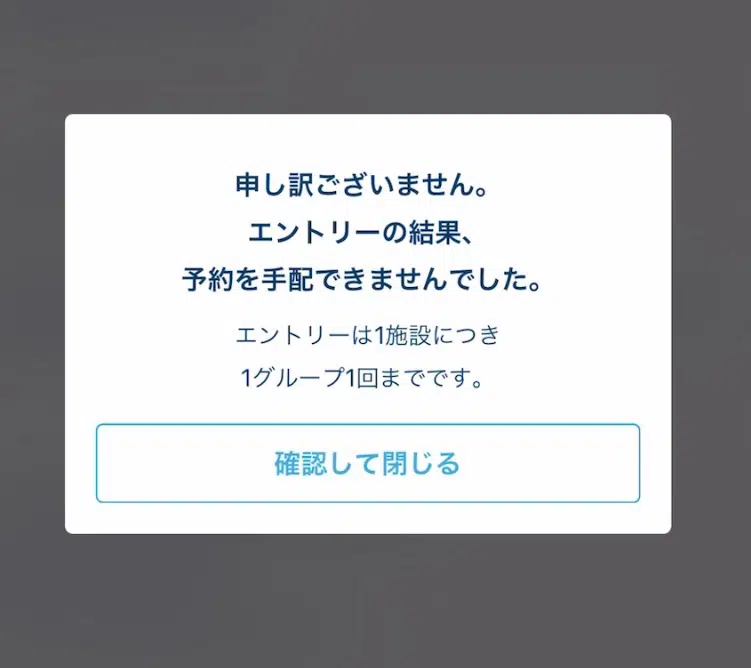 申し訳ございません。
エントリーの結果、
予約を手配できませんでした。
エントリーは1施設につき
1グループ1回までです。
確認して閉じる